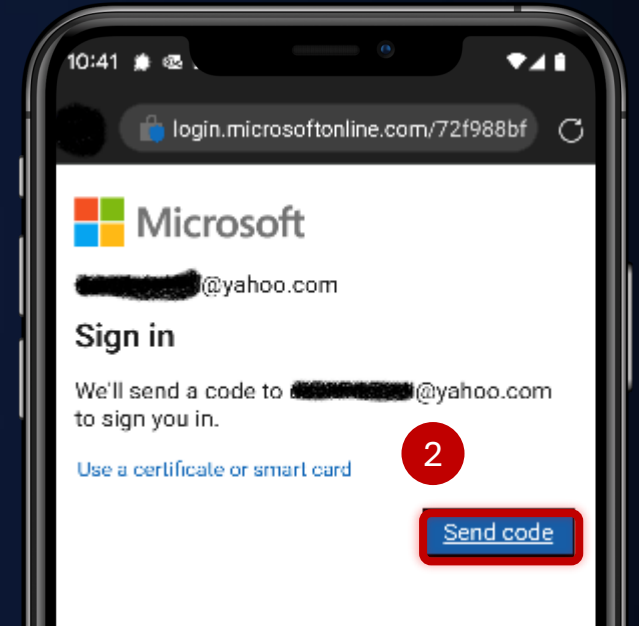 10:41
login.microsoftonline.com/72f988bf
Microsoft
@yahoo.com
Sign in
We'll send a code to @yahoo.com
to sign you in.
Use a certificate or smart card
2
Send code